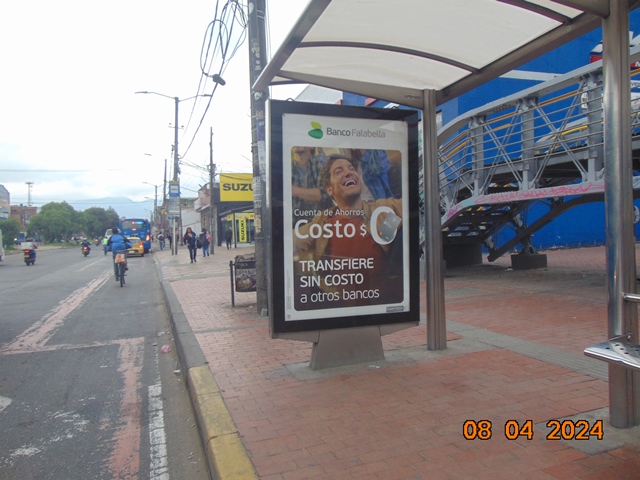 SUZU
Banco Falabella
Cuenta de Ahorros
Costo $0
TRANSFIERE
SIN COSTO
a otros bancos
08 04 2024